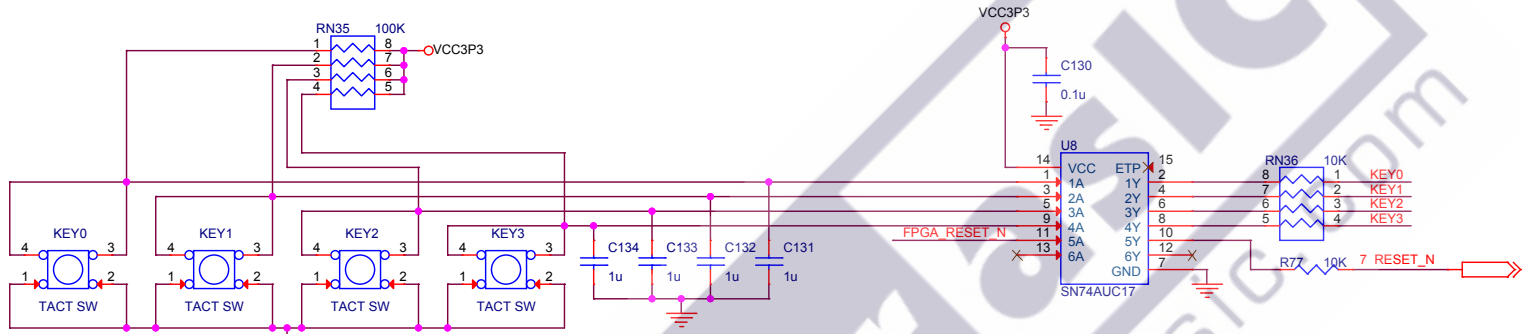 VCC3P3
RN35 100K
1 8 VCC3P3
2 7
3 6
4 5
C130
0.1u
U8
14 VCC ETP 15
1 1A 1Y 2
3 2A 2Y 4
5 3A 3Y 6
9 4A 4Y 8
FPGA_RESET_N 11 5A 5Y 10
13 6A 6Y 12
GND 7
SN74AUC17
RN36 10K
8 1 KEY0
7 2 KEY1
6 3 KEY2
5 4 KEY3
R77 10K 7 RESET_N
KEY0
4 3
1 2
TACT SW
KEY1
4 3
1 2
TACT SW
KEY2
4 3
1 2
TACT SW
KEY3
4 3
1 2
TACT SW
C134
1u
C133
1u
C132
1u
C131
1u
asic
sic.com